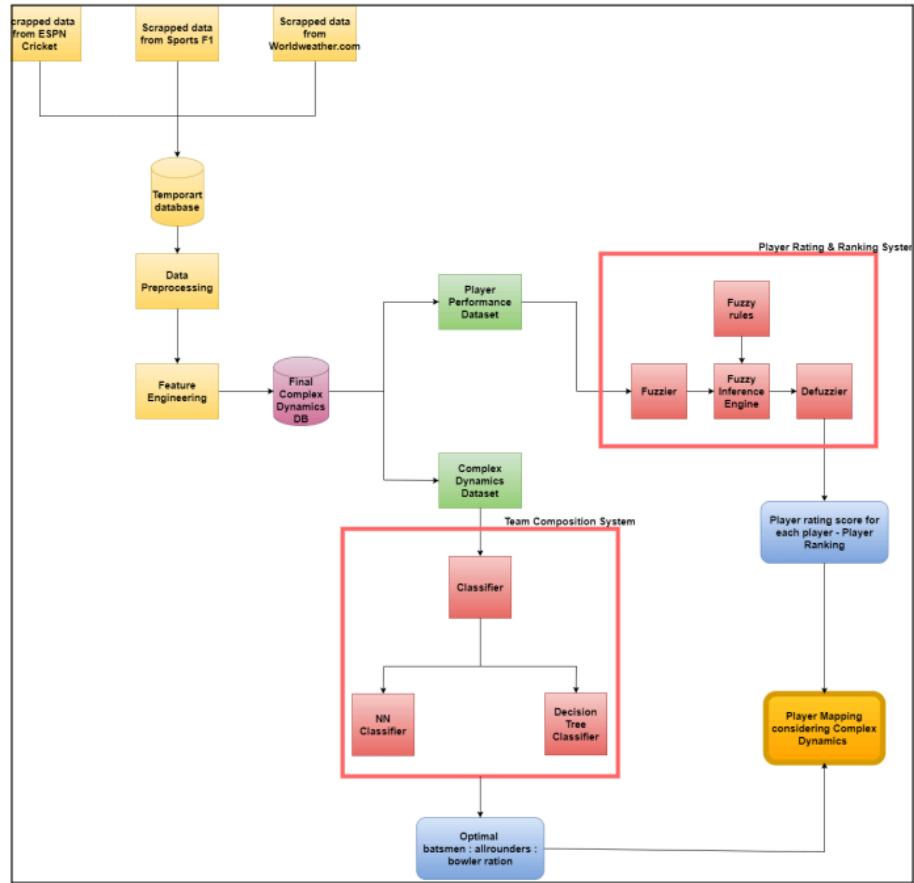 Scrapped data
from ESPN
Cricket
Scrapped data
from Sports F1
Scrapped data
from
Worldweather.com
Temporart
database
Data
Preprocessing
Feature
Engineering
Final
Complex
Dynamics
DB
Player
Performance
Dataset
Complex
Dynamics
Dataset
Player Rating & Ranking System
Fuzzy
rules
Fuzzier
Fuzzy
Inference
Engine
Defuzzier
Player rating score for
each player - Player
Ranking
Team Composition System
Classifier
NN
Classifier
Decision
Tree
Classifier
Player Mapping
considering Complex
Dynamics
Optimal
batsmen : allrounders :
bowler ration